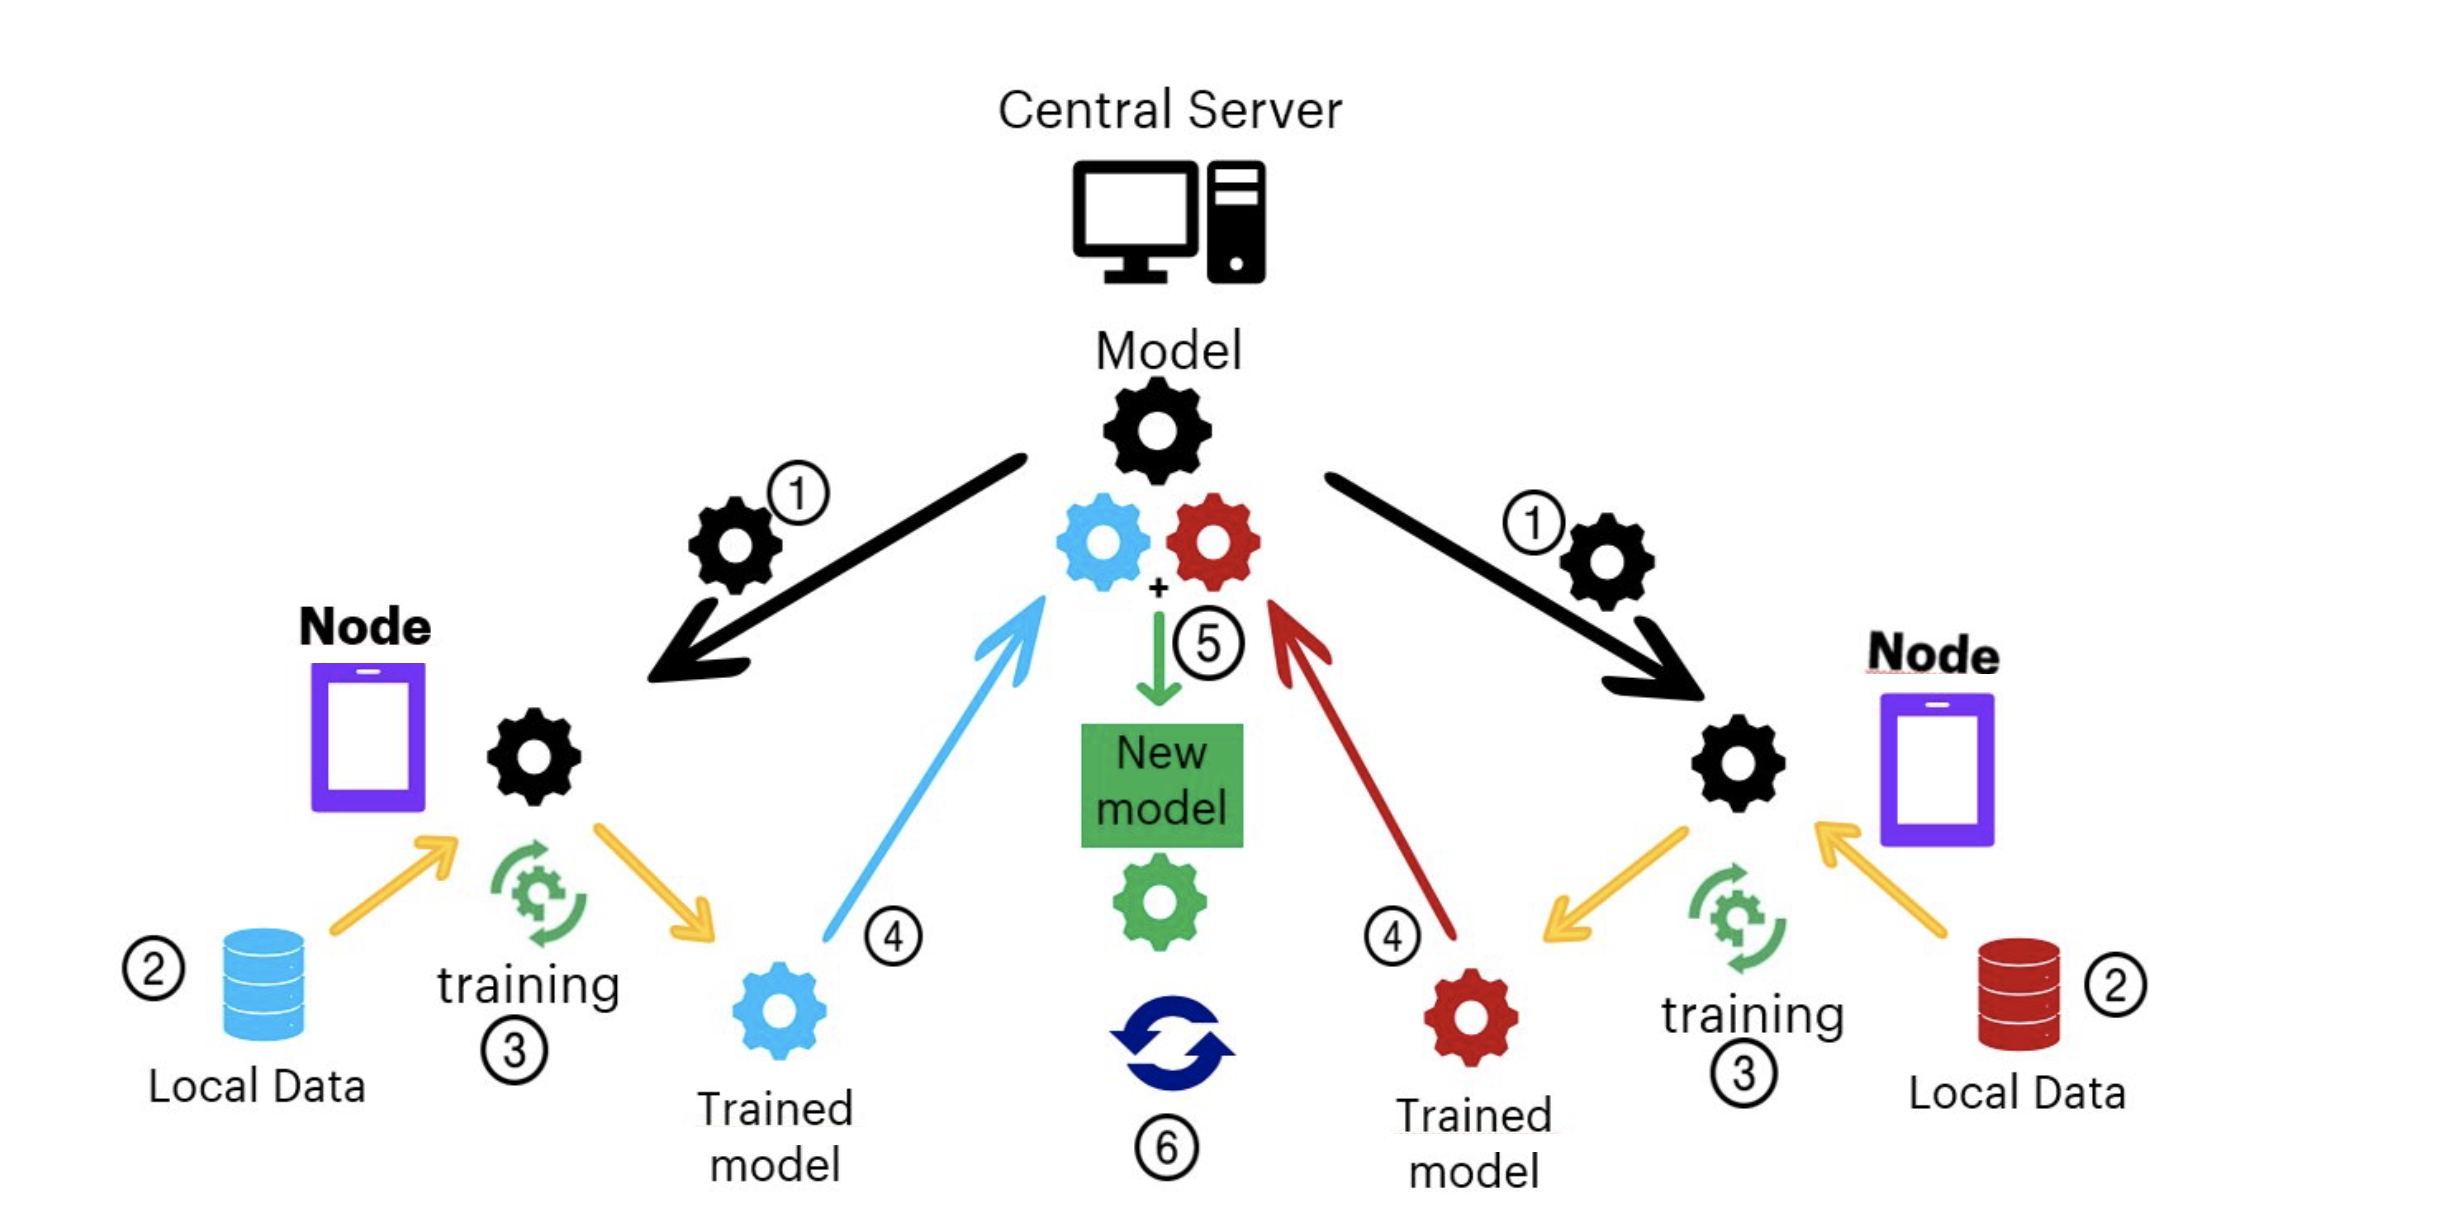 Central Server
Model
1
1
+
5
Node
Node
New
model
4
4
2
2
training
training
3
3
Local Data
Local Data
Trained
model
Trained
model
6